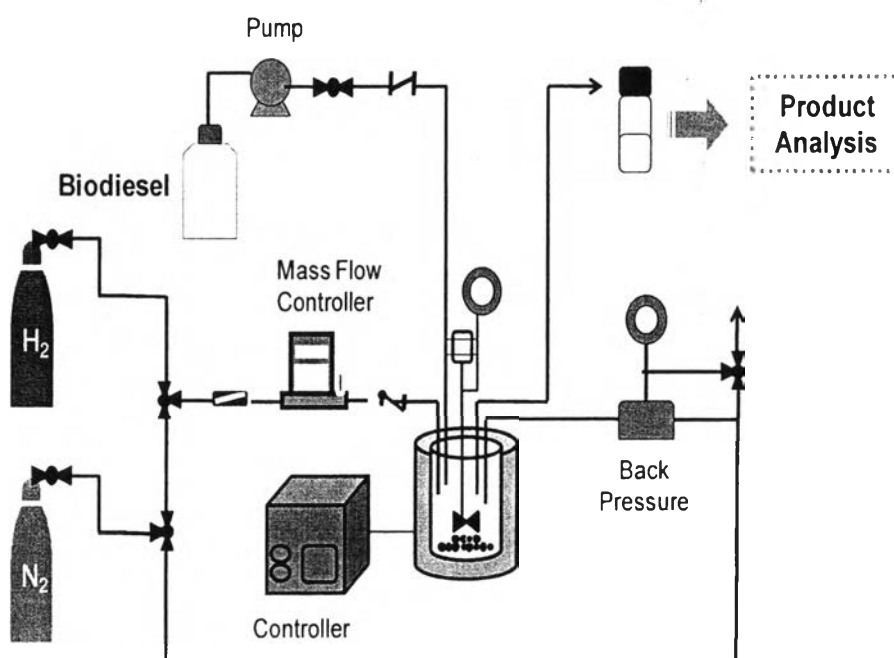 Pump
Product
Analysis
Biodiesel
Mass Flow
Controller
H2
Back
Pressure
N2
Controller